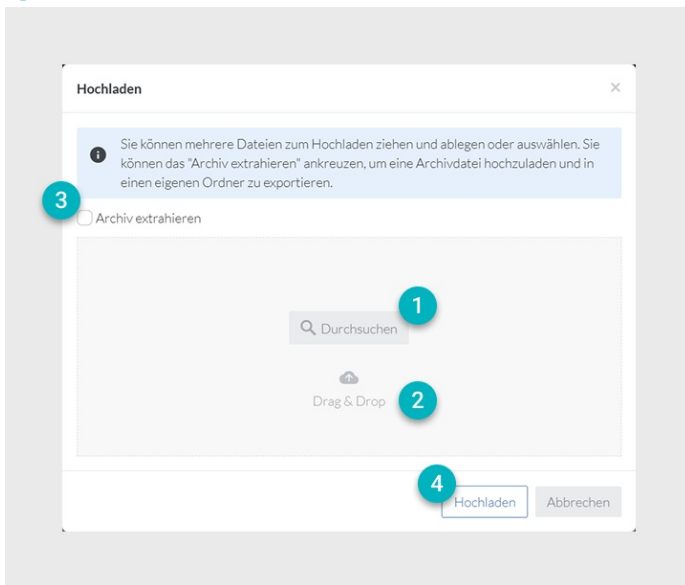 Hochladen
×
Sie können mehrere Dateien zum Hochladen ziehen und ablegen oder auswählen. Sie
können das "Archiv extrahieren" ankreuzen, um eine Archivdatei hochzuladen und in
einen eigenen Ordner zu exportieren.
3
Archiv extrahieren
1
Durchsuchen
Drag & Drop
2
4
Hochladen
Abbrechen